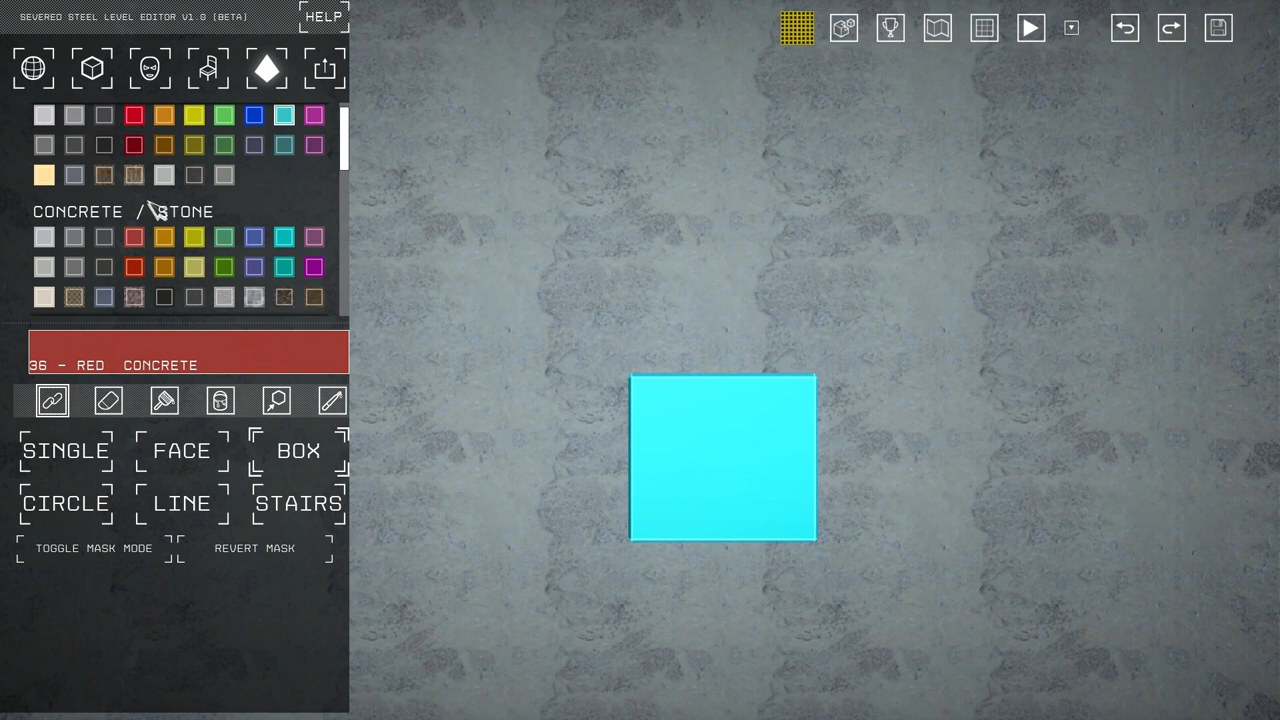 SEVERED STEEL LEVEL EDITOR V1.0 (BETA)
HELP
CONCRETE / STONE
36 - RED CONCRETE
SINGLE
FACE
BOX
CIRCLE
LINE
STAIRS
TOGGLE MASK MODE
REVERT MASK